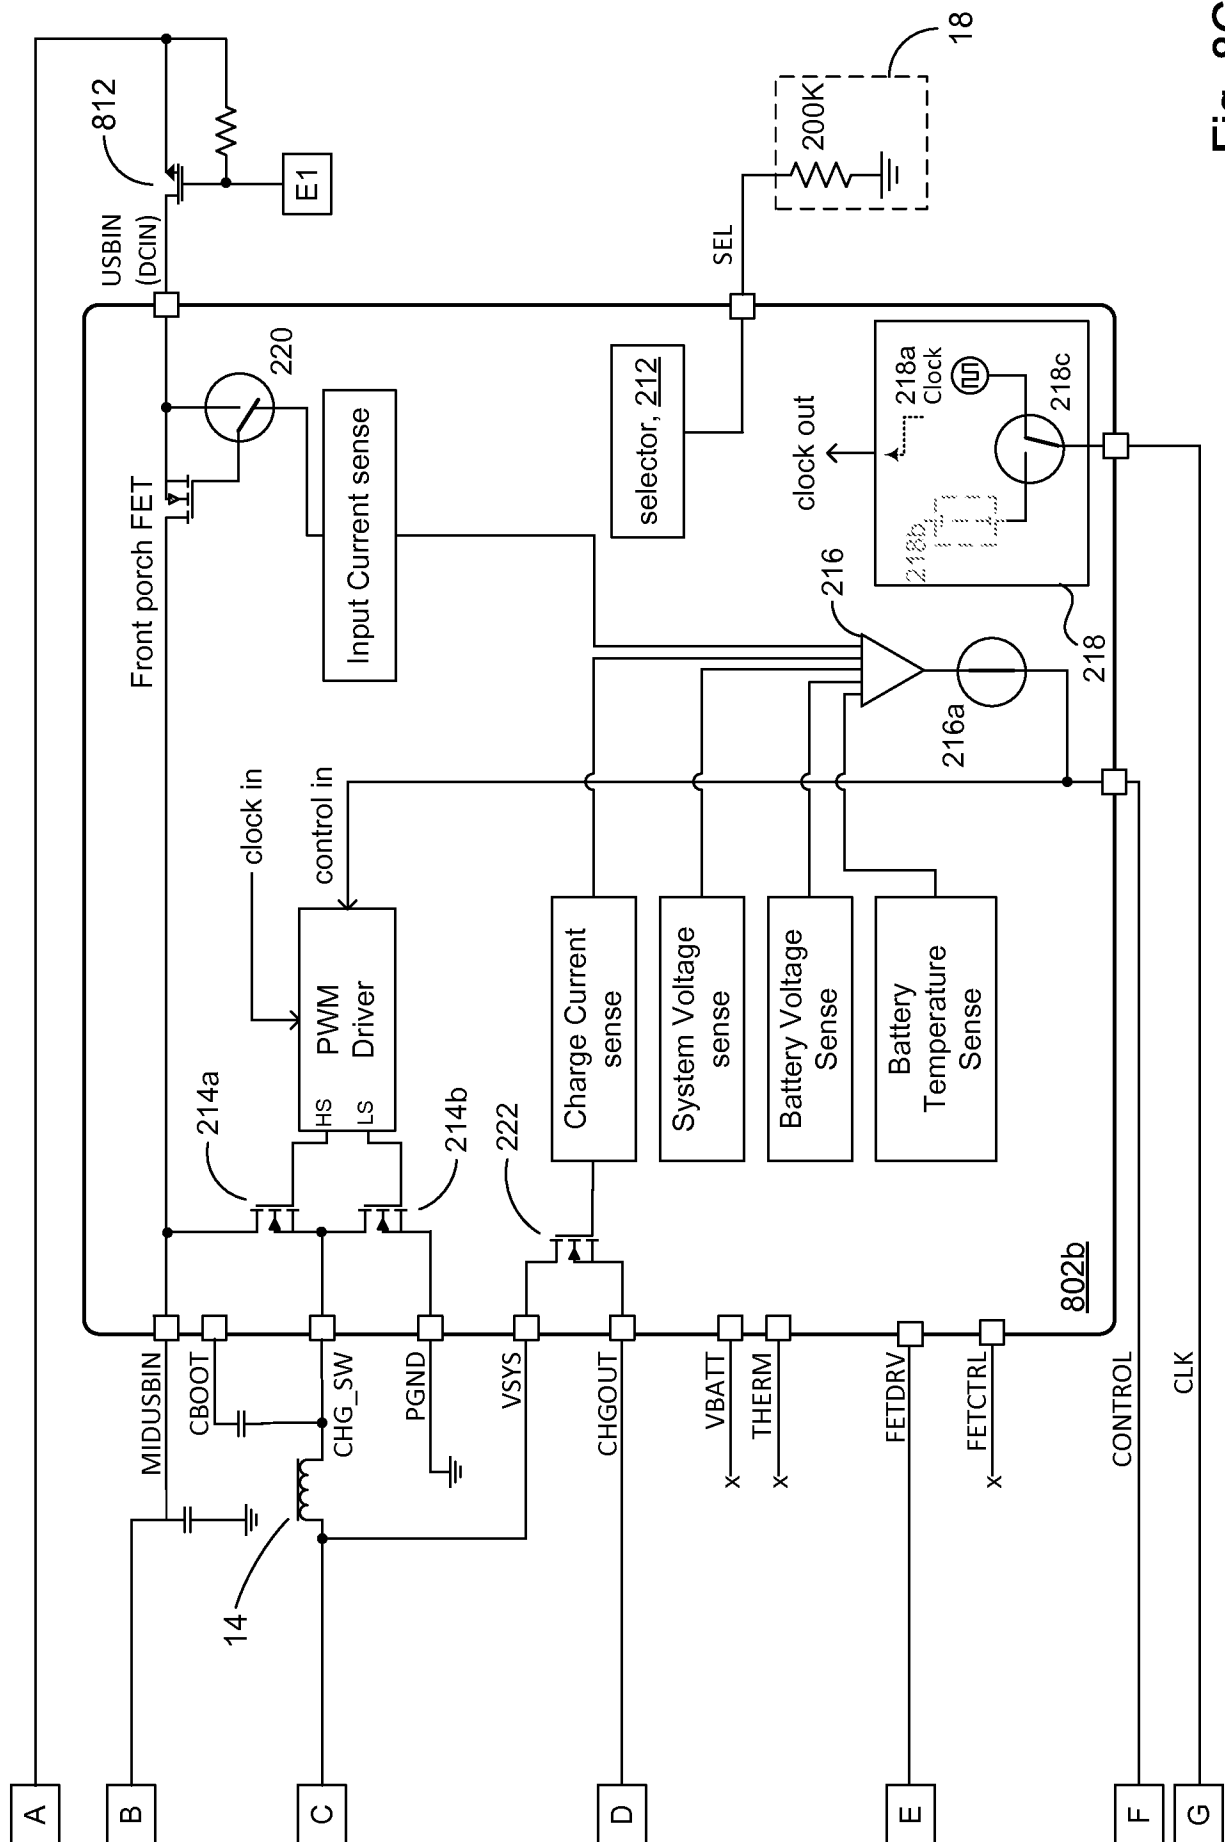 A
B
C
D
E
F
G
MIDUSBIN
CBOOT
CHG_SW
PGND
VSYS
CHGOUT
VBATT
THERM
FETDRV
FETCTRL
CONTROL
CLK
x
x
x
14
802b
214a
214b
222
HS
LS
PWM
Driver
clock in
control in
Charge Current
sense
System Voltage
sense
Battery Voltage
Sense
Battery
Temperature
Sense
Front porch FET
220
Input Current sense
216
216a
selector, 212
clock out
218a
Clock
218b
218c
218
USBIN
(DCIN)
812
E1
SEL
200K
18